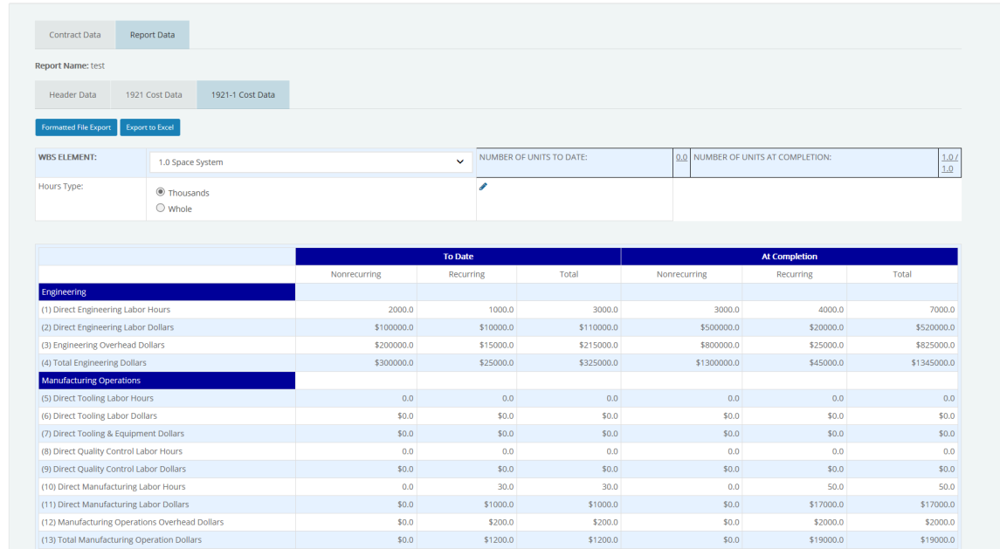 Contract Data Report Data
Report Name: test
Header Data 1921 Cost Data 1921-1 Cost Data
Formatted File Export Export to Excel
WBS ELEMENT: 1.0 Space System NUMBER OF UNITS TO DATE: 0.0 NUMBER OF UNITS AT COMPLETION: 1.0 /
1.0
Hours Type: Thousands
Whole
To Date At Completion
Nonrecurring Recurring Total Nonrecurring Recurring Total
Engineering
(1) Direct Engineering Labor Hours 2000.0 1000.0 3000.0 3000.0 4000.0 7000.0
(2) Direct Engineering Labor Dollars $100000.0 $10000.0 $110000.0 $500000.0 $20000.0 $520000.0
(3) Engineering Overhead Dollars $200000.0 $15000.0 $215000.0 $800000.0 $25000.0 $825000.0
(4) Total Engineering Dollars $300000.0 $25000.0 $325000.0 $1300000.0 $45000.0 $1345000.0
Manufacturing Operations
(5) Direct Tooling Labor Hours 0.0 0.0 0.0 0.0 0.0 0.0
(6) Direct Tooling Labor Dollars $0.0 $0.0 $0.0 $0.0 $0.0 $0.0
(7) Direct Tooling & Equipment Dollars $0.0 $0.0 $0.0 $0.0 $0.0 $0.0
(8) Direct Quality Control Labor Hours 0.0 0.0 0.0 0.0 0.0 0.0
(9) Direct Quality Control Labor Dollars $0.0 $0.0 $0.0 $0.0 $0.0 $0.0
(10) Direct Manufacturing Labor Hours 0.0 30.0 30.0 0.0 50.0 50.0
(11) Direct Manufacturing Labor Dollars $0.0 $1000.0 $1000.0 $0.0 $17000.0 $17000.0
(12) Manufacturing Operations Overhead Dollars $0.0 $200.0 $200.0 $0.0 $2000.0 $2000.0
(13) Total Manufacturing Operation Dollars $0.0 $1200.0 $1200.0 $0.0 $19000.0 $19000.0